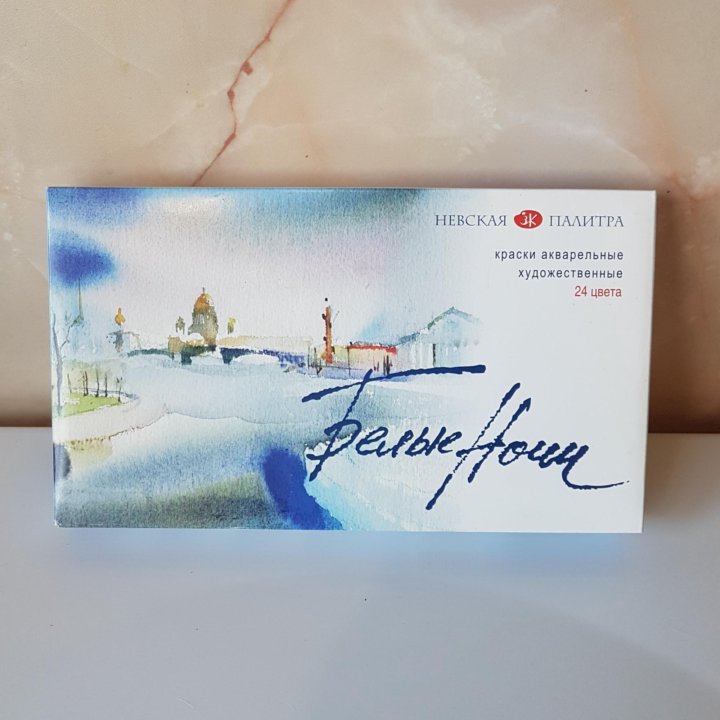 НЕВСКАЯ ЗК ПАЛИТРА
краски акварельные
художественные
24 цвета
Белые Ночи